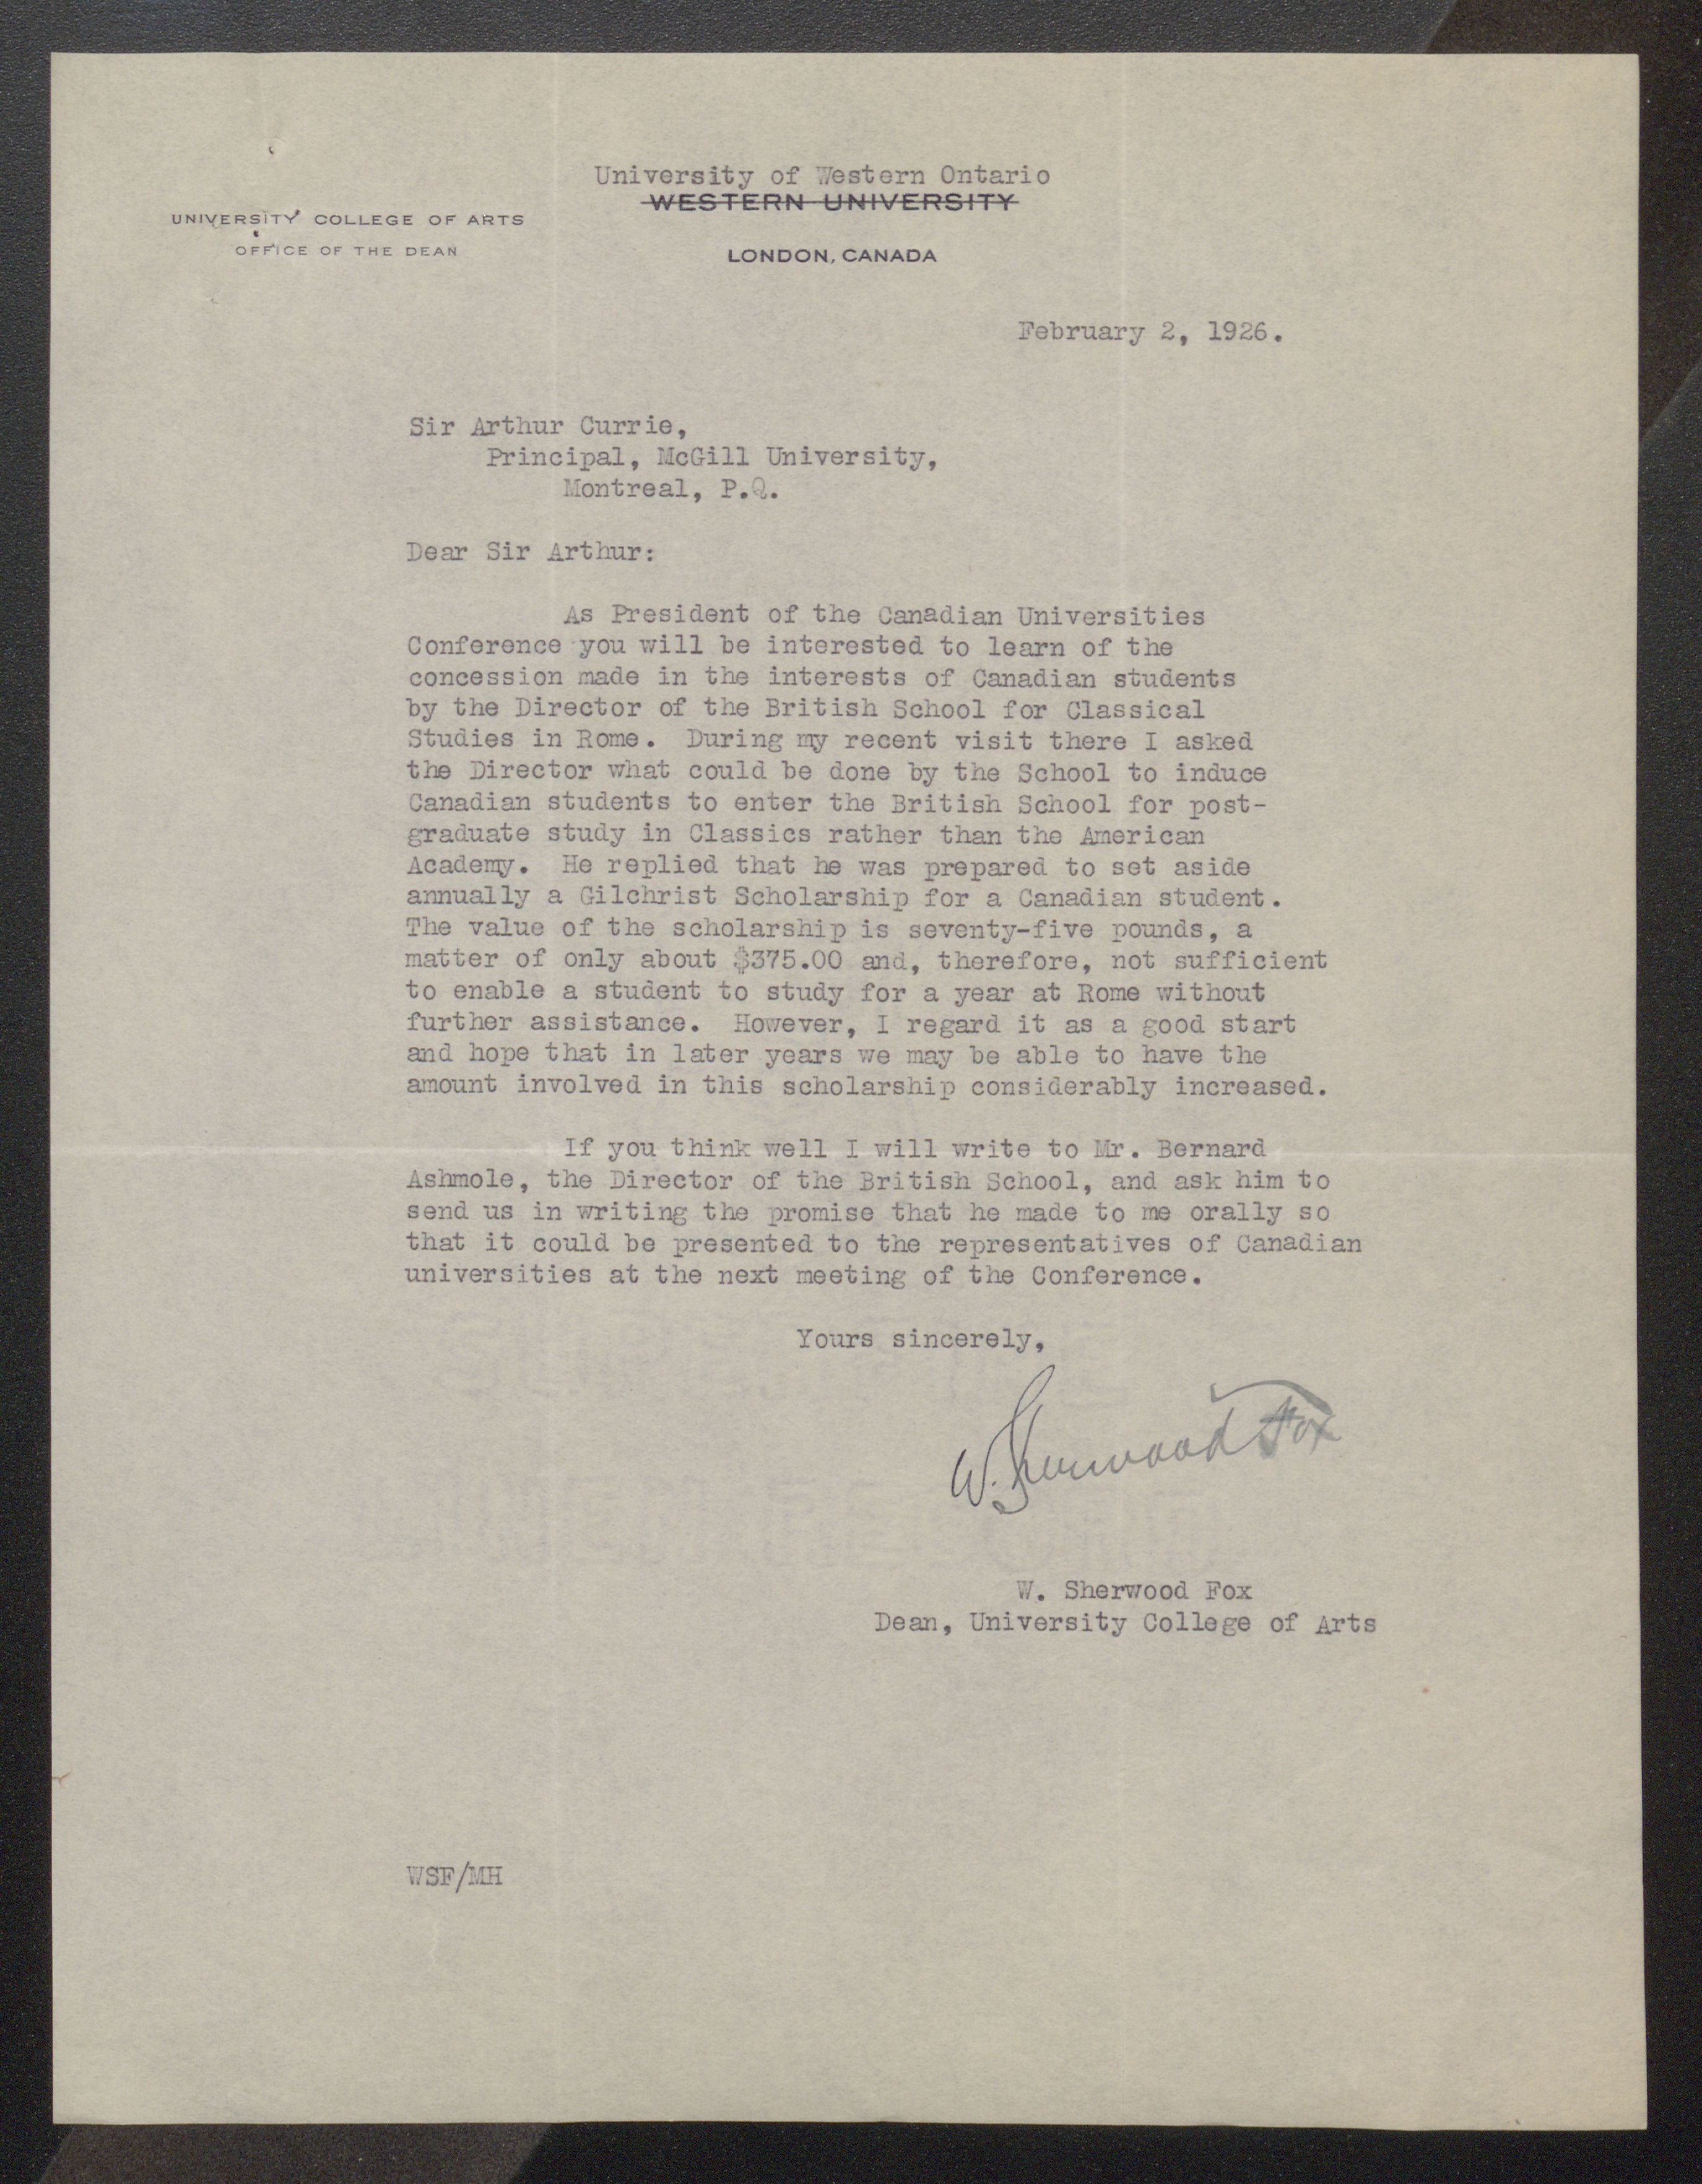 University of Western Ontario
WESTERN UNIVERSITY
UNIVERSITY COLLEGE OF ARTS
OFFICE OF THE DEAN
LONDON, CANADA
February 2, 1926.
Sir Arthur Currie,
Principal, McGill University,
Montreal, P.Q.
Dear Sir Arthur:
As President of the Canadian Universities
Conference you will be interested to learn of the
concession made in the interests of Canadian students
by the Director of the British School for Classical
Studies in Rome. During my recent visit there I asked
the Director what could be done by the School to induce
Canadian students to enter the British School for post-
graduate study in Classics rather than the American
Academy. He replied that he was prepared to set aside
annually a Gilchrist Scholarship for a Canadian student.
The value of the scholarship is seventy-five pounds, a
matter of only about $375.00 and, therefore, not sufficient
to enable a student to study for a year at Rome without
further assistance. However, I regard it as a good start
and hope that in later years we may be able to have the
amount involved in this scholarship considerably increased.
If you think well I will write to Mr. Bernard
Ashmole, the Director of the British School, and ask him to
send us in writing the promise that he made to me orally so
that it could be presented to the representatives of Canadian
universities at the next meeting of the Conference.
Yours sincerely,
W. Sherwood Fox
W. Sherwood Fox
Dean, University College of Arts
WSF/MH